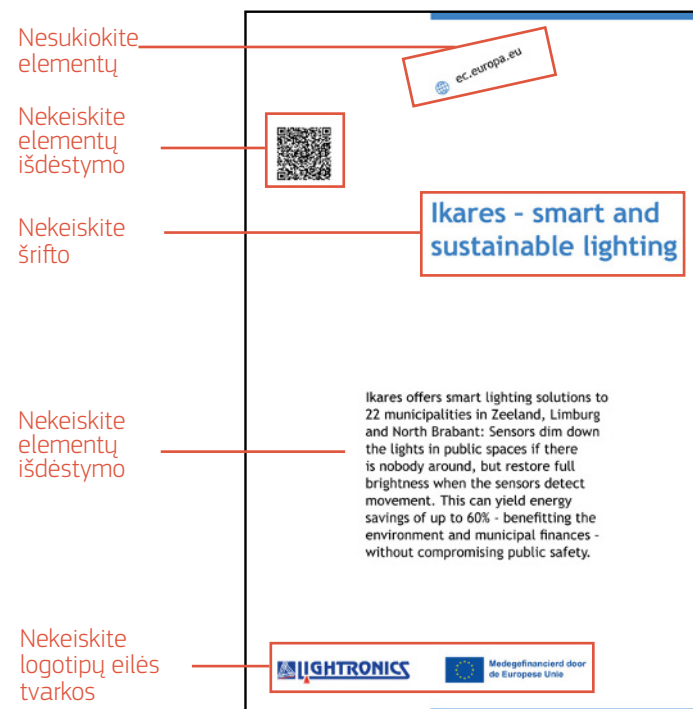 Nesukiokite
elementų
ec.europa.eu
Nekeiskite
elementų
išdėstymo
Nekeiskite
šrifto
Ikares - smart and
sustainable lighting
Nekeiskite
elementų
išdėstymo
Ikares offers smart lighting solutions to
22 municipalities in Zeeland, Limburg
and North Brabant: Sensors dim down
the lights in public spaces if there
is nobody around, but restore full
brightness when the sensors detect
movement. This can yield energy
savings of up to 60% - benefitting the
environment and municipal finances -
without compromising public safety.
Nekeiskite
logotipų eilės
tvarkos
LIGHTRONICS
Medegefinancierd door
de Europese Unie